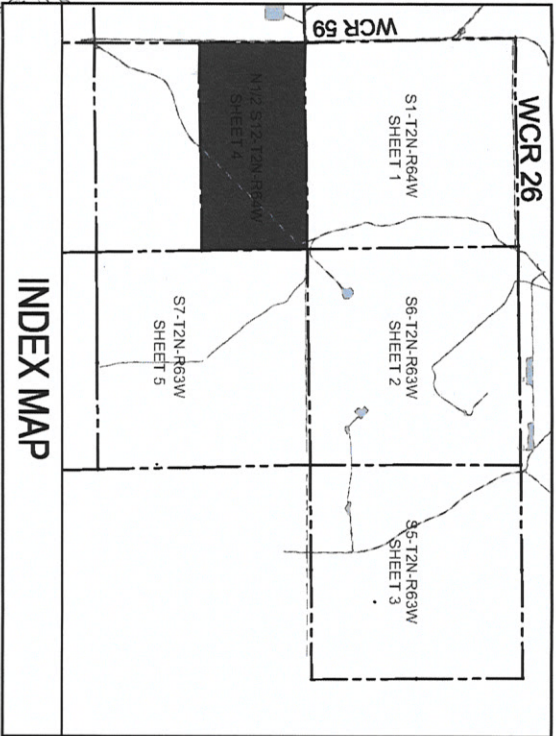 WCR 26
WCR 59
S1-T2N-R64W
SHEET 1
S6-T2N-R63W
SHEET 2
S5-T2N-R63W
SHEET 3
N1/2 S12-T2N-R64W
SHEET 4
S7-T2N-R63W
SHEET 5
INDEX MAP